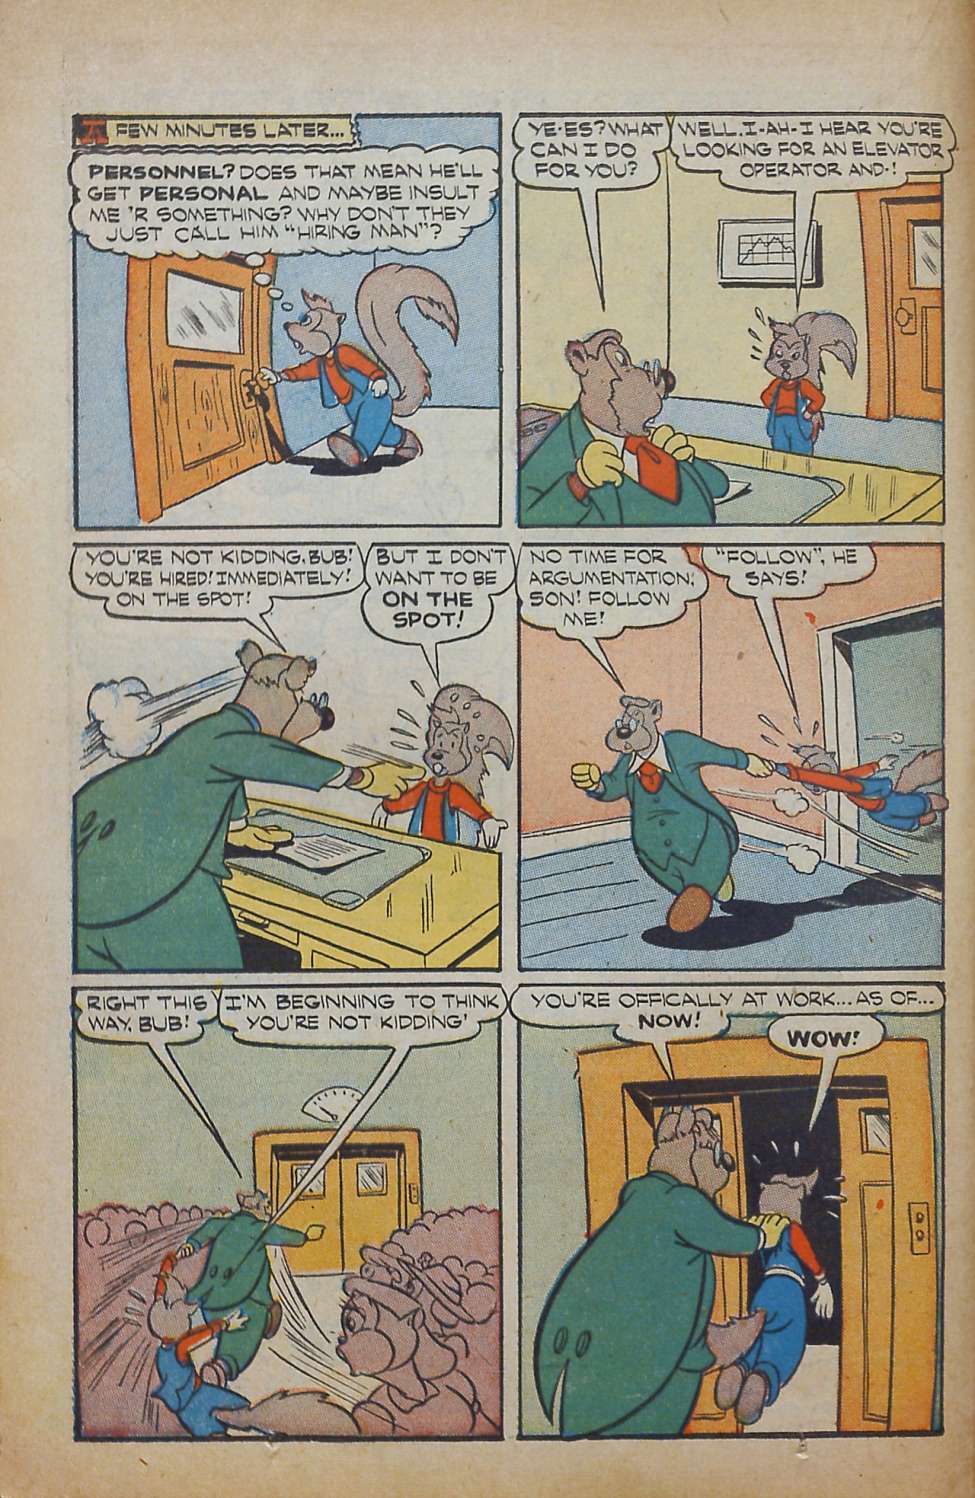 A FEW MINUTES LATER...
PERSONNEL? DOES THAT MEAN HE'LL
GET PERSONAL AND MAYBE INSULT
ME 'R SOMETHING? WHY DON'T THEY
JUST CALL HIM "HIRING MAN"?
YE-ES? WHAT
CAN I DO
FOR YOU?
WELL, I-AH-I HEAR YOU'RE
LOOKING FOR AN ELEVATOR
OPERATOR AND-!
YOU'RE NOT KIDDING, BUB!
YOU'RE HIRED! IMMEDIATELY!
ON THE SPOT!
BUT I DON'T
WANT TO BE
ON THE
SPOT!
NO TIME FOR
ARGUMENTATION,
SON! FOLLOW
ME!
"FOLLOW", HE
SAYS!
RIGHT THIS
WAY, BUB!
I'M BEGINNING TO THINK
YOU'RE NOT KIDDING'
YOU'RE OFFICALLY AT WORK... AS OF...
NOW!
WOW!